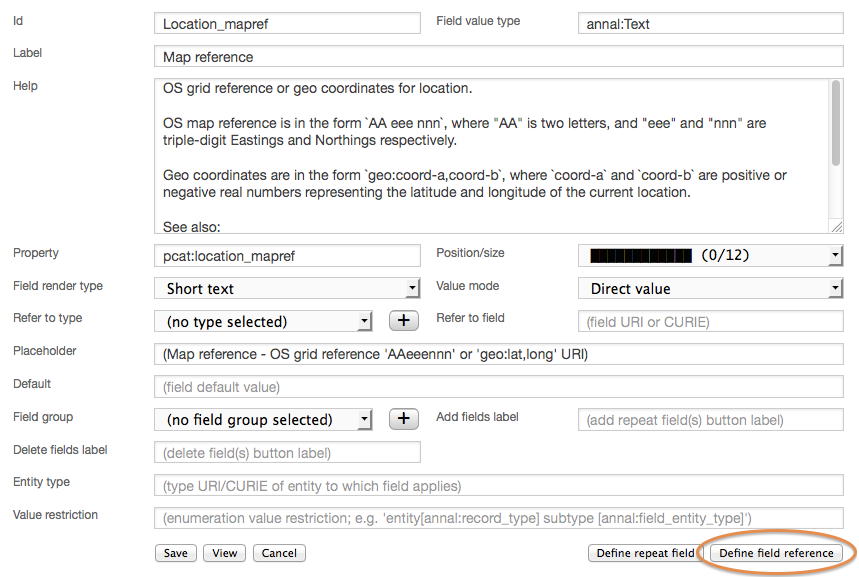 Id Location_mapref Field value type annal:Text
Label Map reference
Help OS grid reference or geo coordinates for location.
OS map reference is in the form `AA eee nnn`, where "AA" is two letters, and "eee" and "nnn" are
triple-digit Eastings and Northings respectively.
Geo coordinates are in the form `geo:coord-a,coord-b`, where `coord-a` and `coord-b` are positive or
negative real numbers representing the latitude and longitude of the current location.
See also:
Property pcat:location_mapref Position/size (0/12)
Field render type Short text Value mode Direct value
Refer to type (no type selected) + Refer to field (field URI or CURIE)
Placeholder (Map reference - OS grid reference 'AAeeennn' or 'geo:lat,long' URI)
Default (field default value)
Field group (no field group selected) + Add fields label (add repeat field(s) button label)
Delete fields label (delete field(s) button label)
Entity type (type URI/CURIE of entity to which field applies)
Value restriction (enumeration value restriction; e.g. 'entity[annal:record_type] subtype [annal:field_entity_type]')
Save View Cancel Define repeat field Define field reference